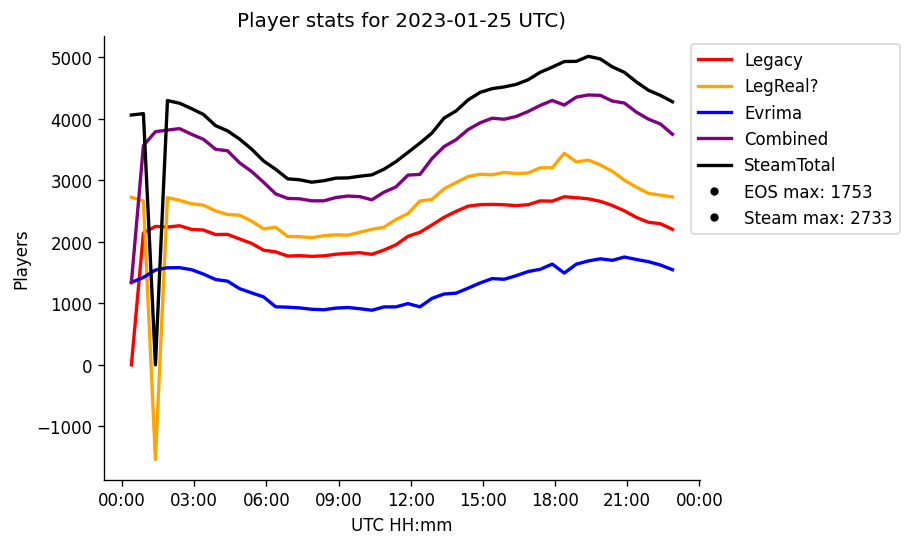 Player stats for 2023-01-25 UTC)
Players
5000
4000
3000
2000
1000
0
−1000
00:00 03:00 06:00 09:00 12:00 15:00 18:00 21:00 00:00
UTC HH:mm
Legacy
LegReal?
Evrima
Combined
SteamTotal
EOS max: 1753
Steam max: 2733